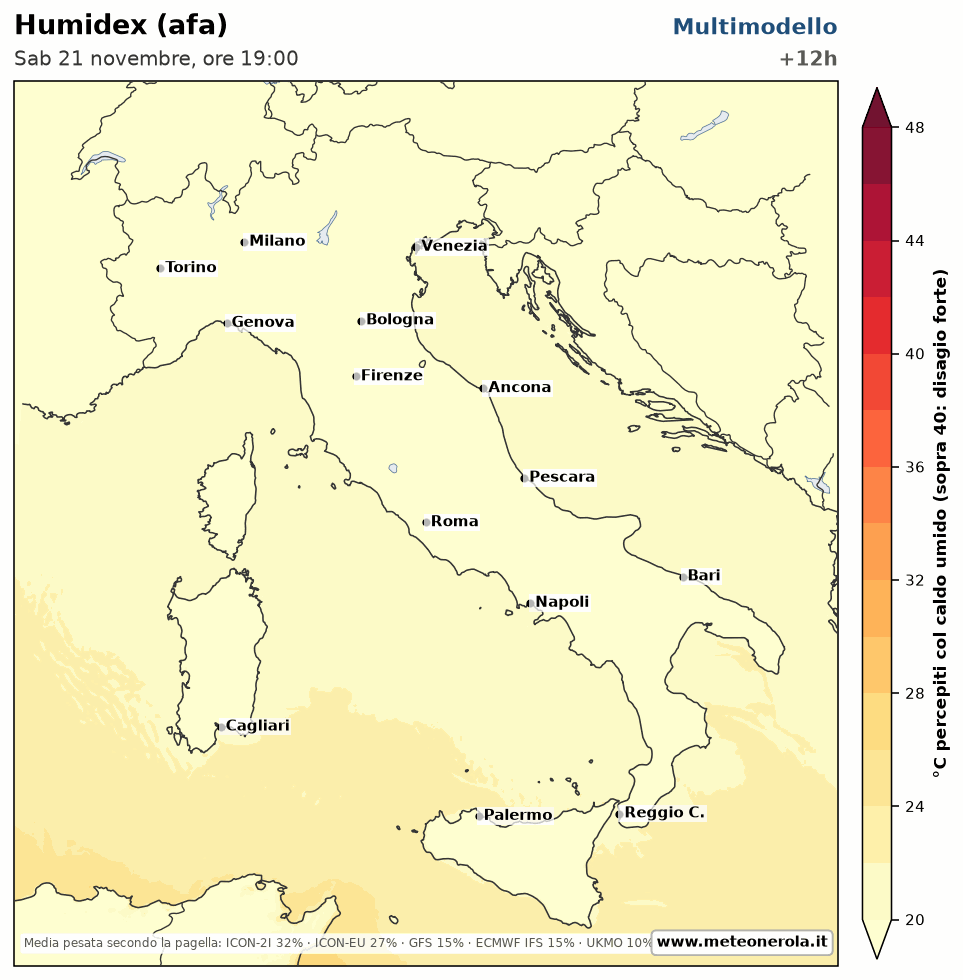 Humidex (afa)
Multimodello
Sab 21 novembre, ore 19:00
+12h
48
44
40
36
32
28
24
20
°C percepiti col caldo umido (sopra 40: disagio forte)
Milano
Venezia
Torino
Genova
Bologna
Firenze
Ancona
Pescara
Roma
Bari
Napoli
Cagliari
Palermo
Reggio C.
Media pesata secondo la pagella: ICON-2I 32% · ICON-EU 27% · GFS 15% · ECMWF IFS 15% · UKMO 10%
www.meteonerola.it